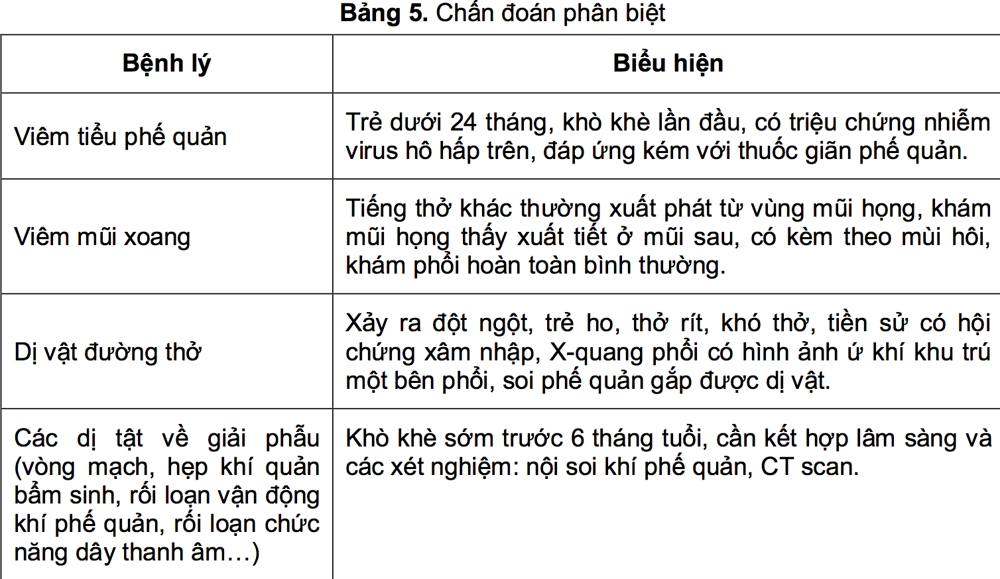 Bảng 5. Chẩn đoán phân biệt
Bệnh lý
Biểu hiện
Viêm tiểu phế quản
Trẻ dưới 24 tháng, khò khè lần đầu, có triệu chứng nhiễm
virus hô hấp trên, đáp ứng kém với thuốc giãn phế quản.
Viêm mũi xoang
Tiếng thở khác thường xuất phát từ vùng mũi họng, khám
mũi họng thấy xuất tiết ở mũi sau, có kèm theo mùi hôi,
khám phổi hoàn toàn bình thường.
Dị vật đường thở
Xảy ra đột ngột, trẻ ho, thở rít, khó thở, tiền sử có hội
chứng xâm nhập, X-quang phổi có hình ảnh ứ khí khu trú
một bên phổi, soi phế quản gắp được dị vật.
Các dị tật về giải phẫu
(vòng mạch, hẹp khí quản
bẩm sinh, rối loạn vận động
khí phế quản, rối loạn chức
năng dây thanh âm…)
Khò khè sớm trước 6 tháng tuổi, cần kết hợp lâm sàng và
các xét nghiệm: nội soi khí phế quản, CT scan.